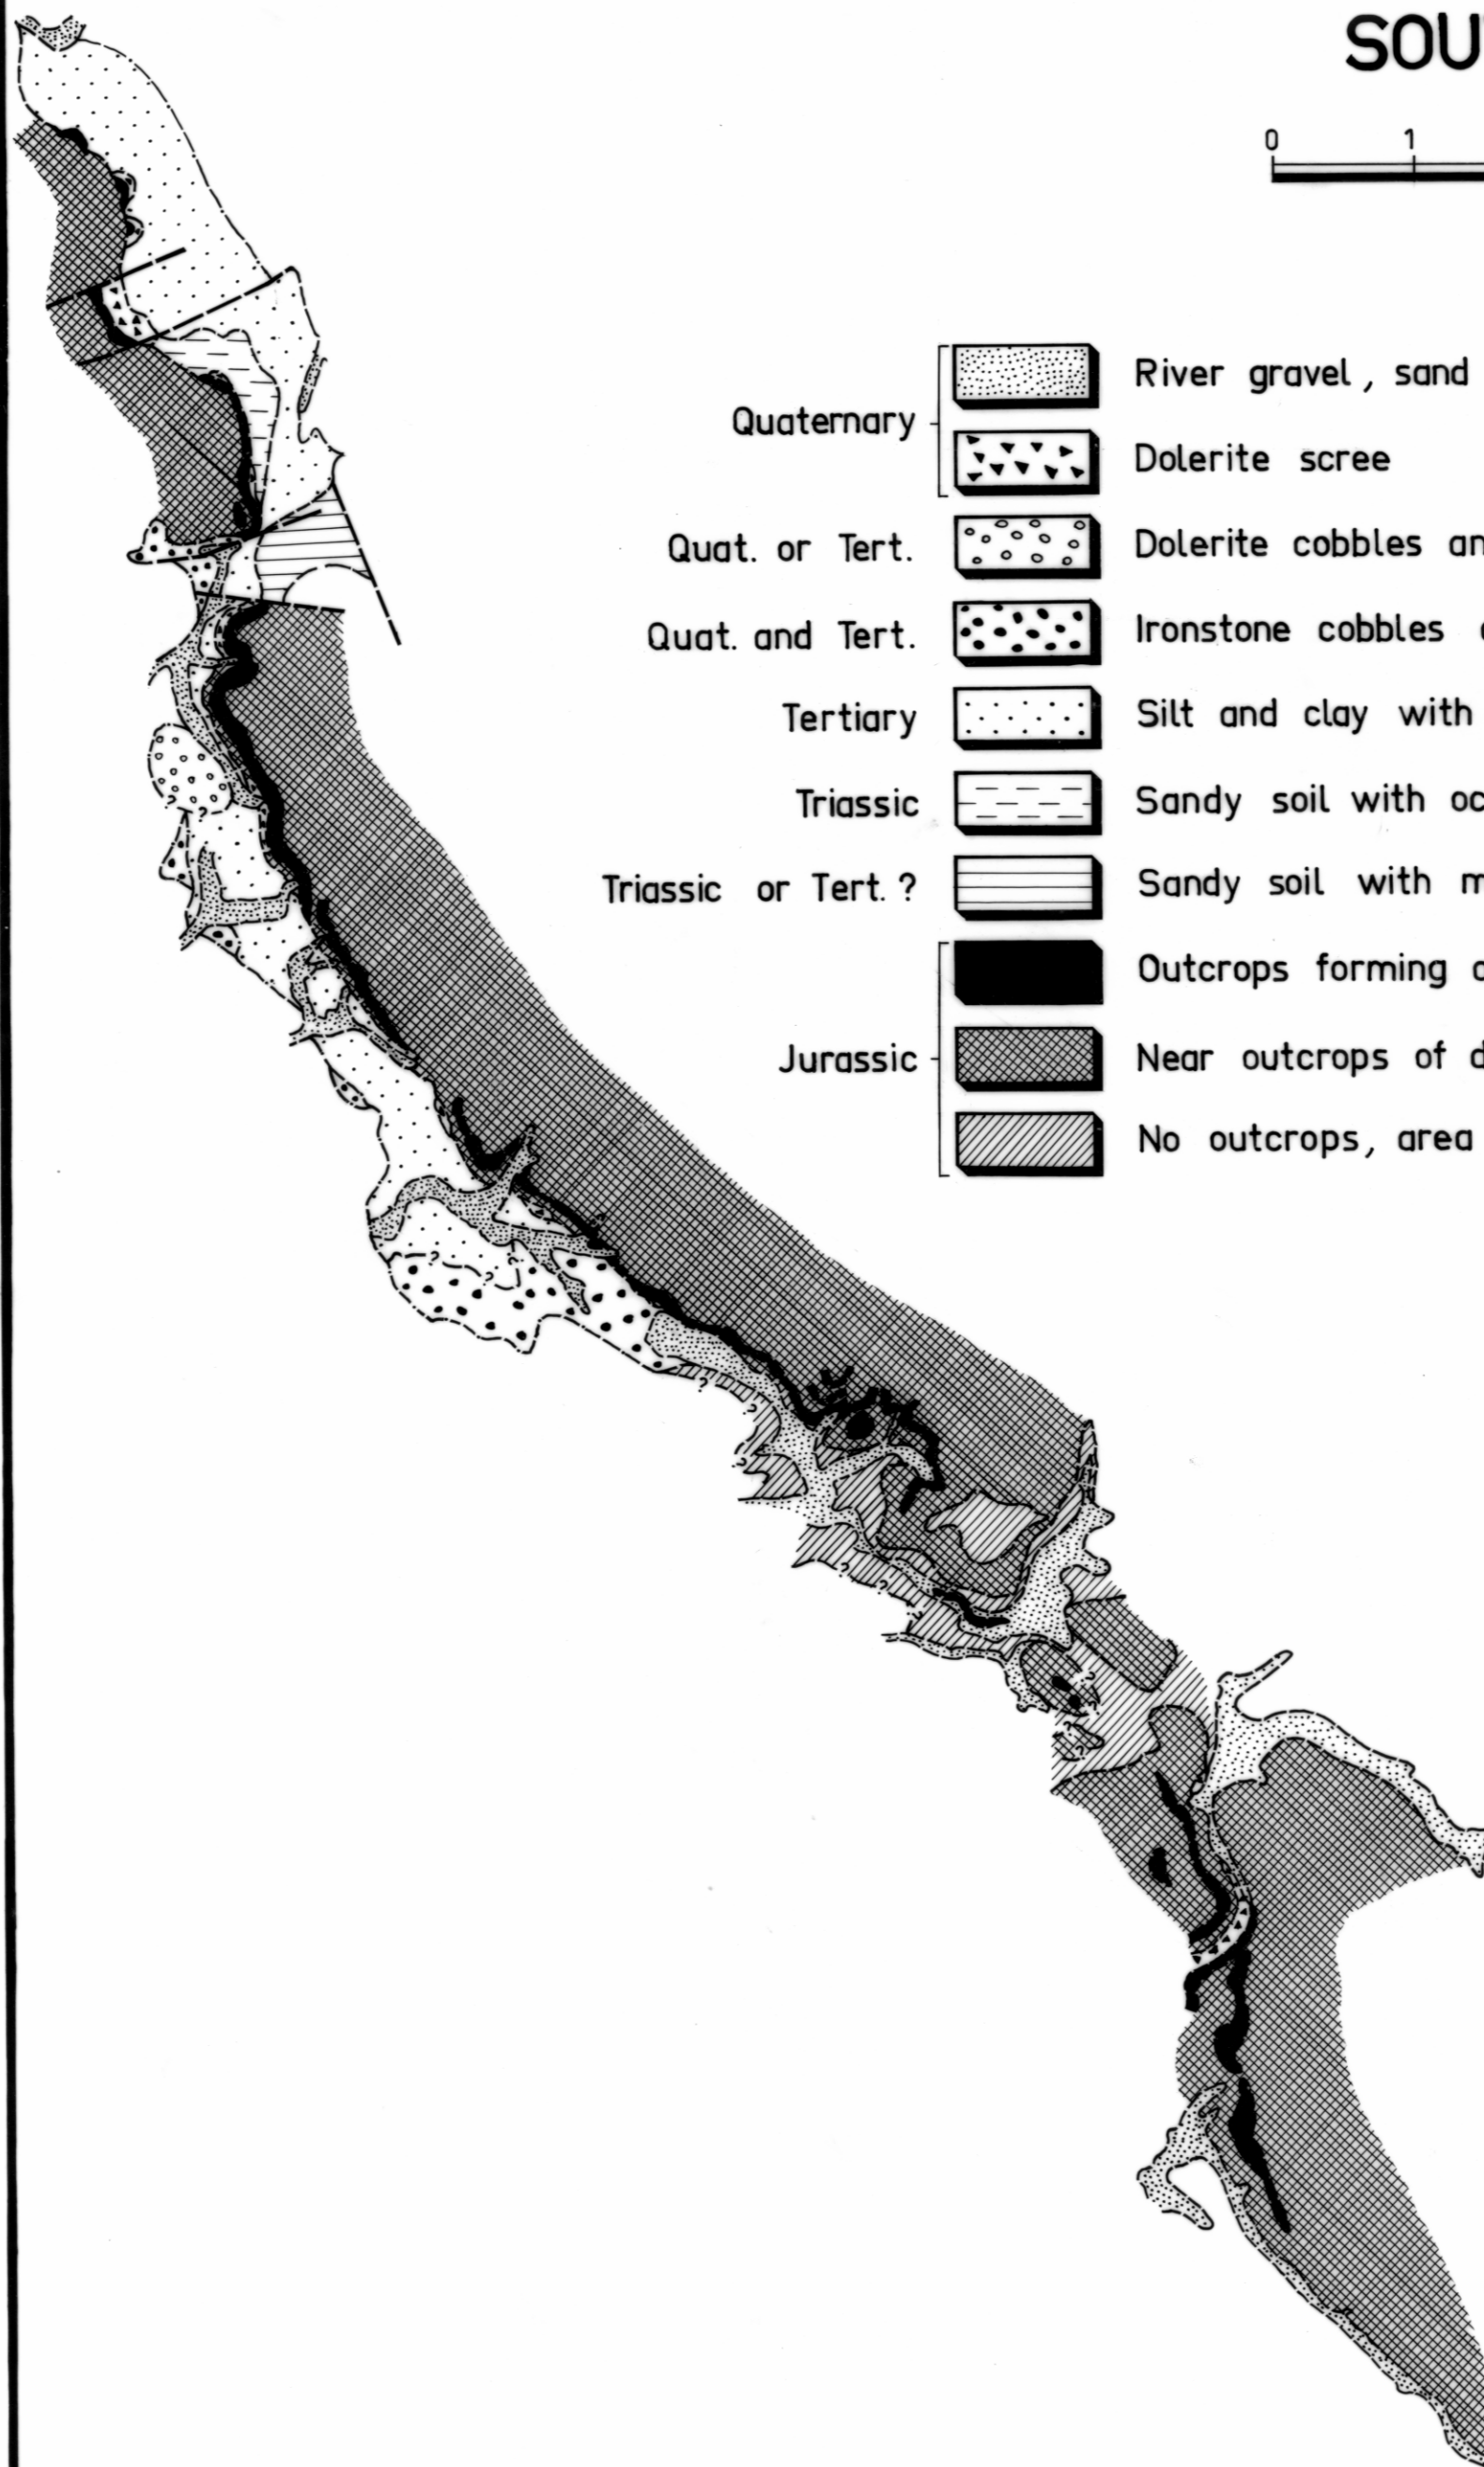 SOU
0 1
Quaternary
River gravel, sand
Dolerite scree
Quat. or Tert.
Dolerite cobbles an
Quat. and Tert.
Ironstone cobbles
Tertiary
Silt and clay with
Triassic
Sandy soil with oc
Triassic or Tert. ?
Sandy soil with m
Jurassic
Outcrops forming
Near outcrops of d
No outcrops, area
? ? ? ? ? ? ? ? ? ? ? ? ? ? ?